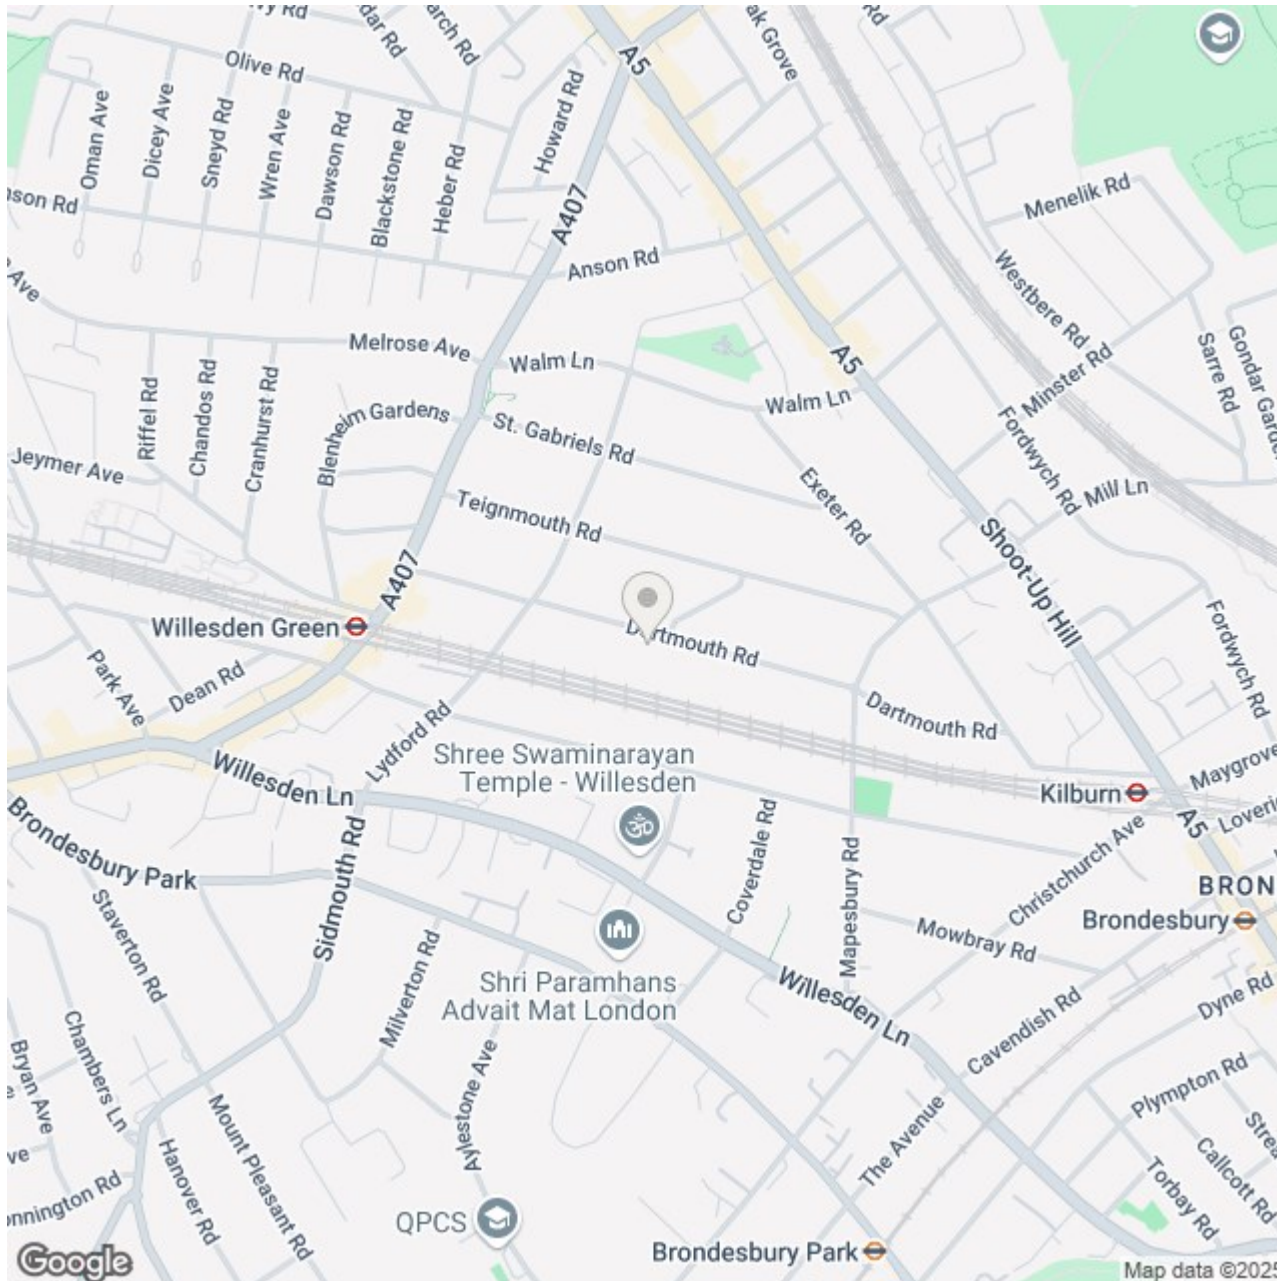 Olive Rd
Oman Ave
Dicey Ave
Sneyd Rd
Wren Ave
Dawson Rd
Blackstone Rd
Heber Rd
Howard Rd
A407
A5
Anson Rd
Menelik Rd
Westbere Rd
Minster Rd
Sarre Rd
Melrose Ave
Walm Ln
Walm Ln
A5
Riffel Rd
Chandos Rd
Cranhurst Rd
Blenheim Gardens
St. Gabriels Rd
Fordwych Rd
Jeymer Ave
Teignmouth Rd
Exeter Rd
Mill Ln
Shoot-Up Hill
A407
Willesden Green
Dartmouth Rd
Fordwych Rd
Park Ave
Dean Rd
Lydford Rd
Dartmouth Rd
Willesden Ln
Shree Swaminarayan
Temple - Willesden
Kilburn
Maygrove
A5
Brondesbury Park
Sidmouth Rd
Coverdale Rd
Mapesbury Rd
Christchurch Ave
BRON
Brondesbury
Mowbray Rd
Staverton Rd
Milverton Rd
Shri Paramhans
Advait Mat London
Willesden Ln
Cavendish Rd
Dyne Rd
Chambers Ln
Bryan Ave
Aylestone Ave
Plympton Rd
Mount Pleasant Rd
The Avenue
Callcott Rd
Torbay Rd
Hanover Rd
QPCS
Brondesbury Park
Google
Map data ©2025